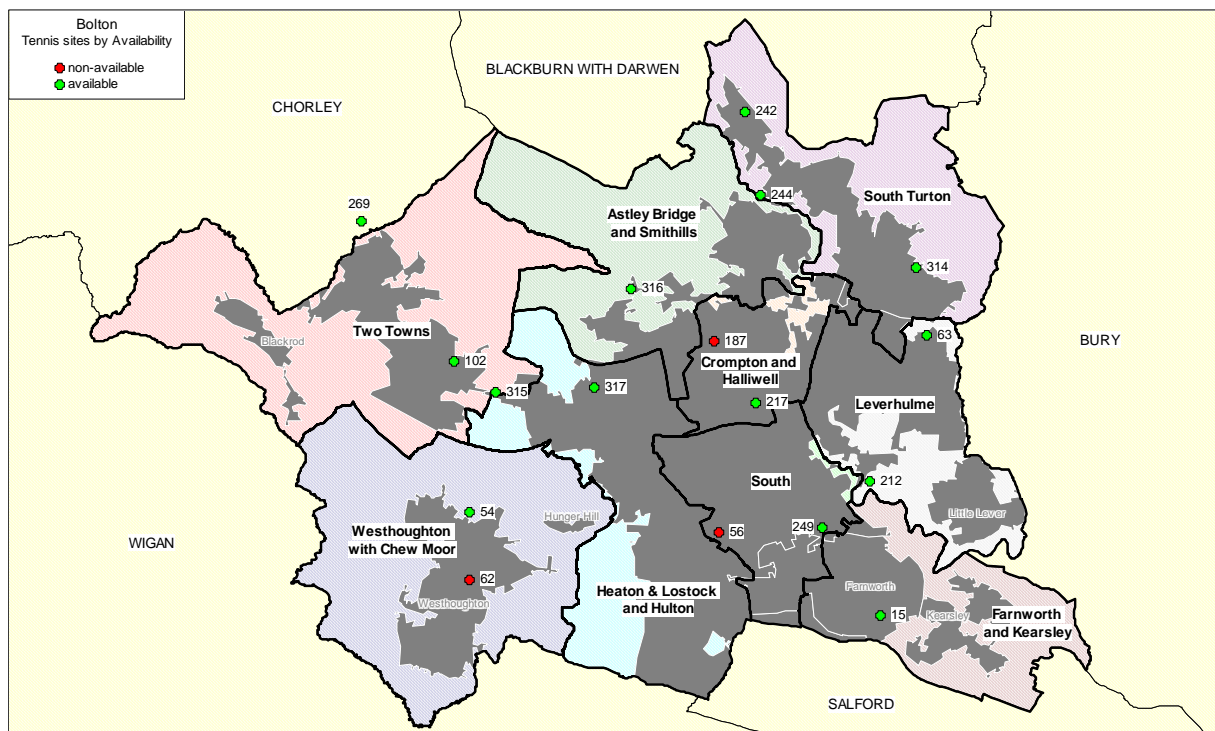 Bolton
Tennis sites by Availability
non-available
available
BLACKBURN WITH DARWEN
CHORLEY
242
244
South Turton
269
Astley Bridge
and Smithills
314
316
BURY
Two Towns
Blackrod
187
63
102
Crompton and
Halliwell
315
317
217
Leverhulme
South
212
54
Hunger Hill
Little Lever
WIGAN
Westhoughton
with Chew Moor
56
249
62
Westhoughton
Heaton & Lostock
and Hulton
Farnworth
15
Kearsley
Farnworth
and Kearsley
SALFORD